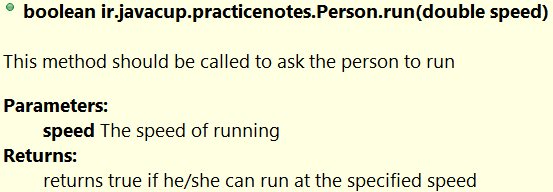 boolean ir.javacup.practicenotes.Person.run(double speed)
This method should be called to ask the person to run
Parameters:
speed The speed of running
Returns:
returns true if he/she can run at the specified speed